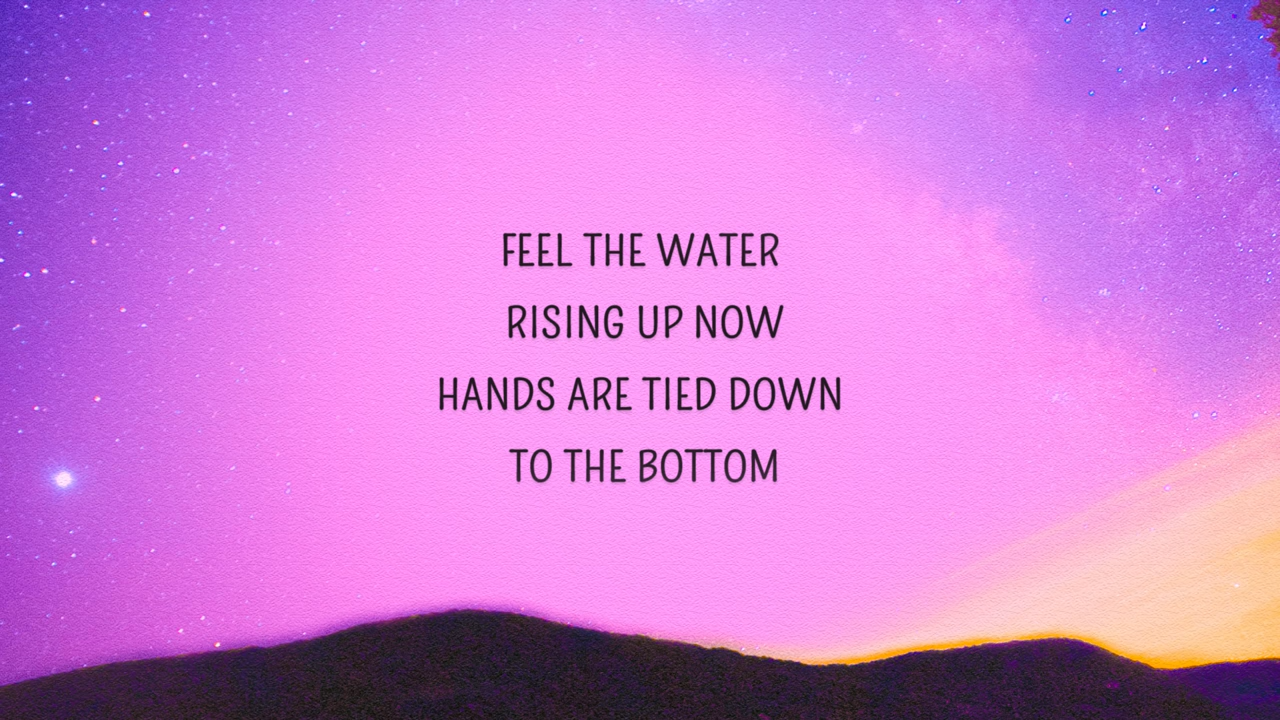 FEEL THE WATER
RISING UP NOW
HANDS ARE TIED DOWN
TO THE BOTTOM